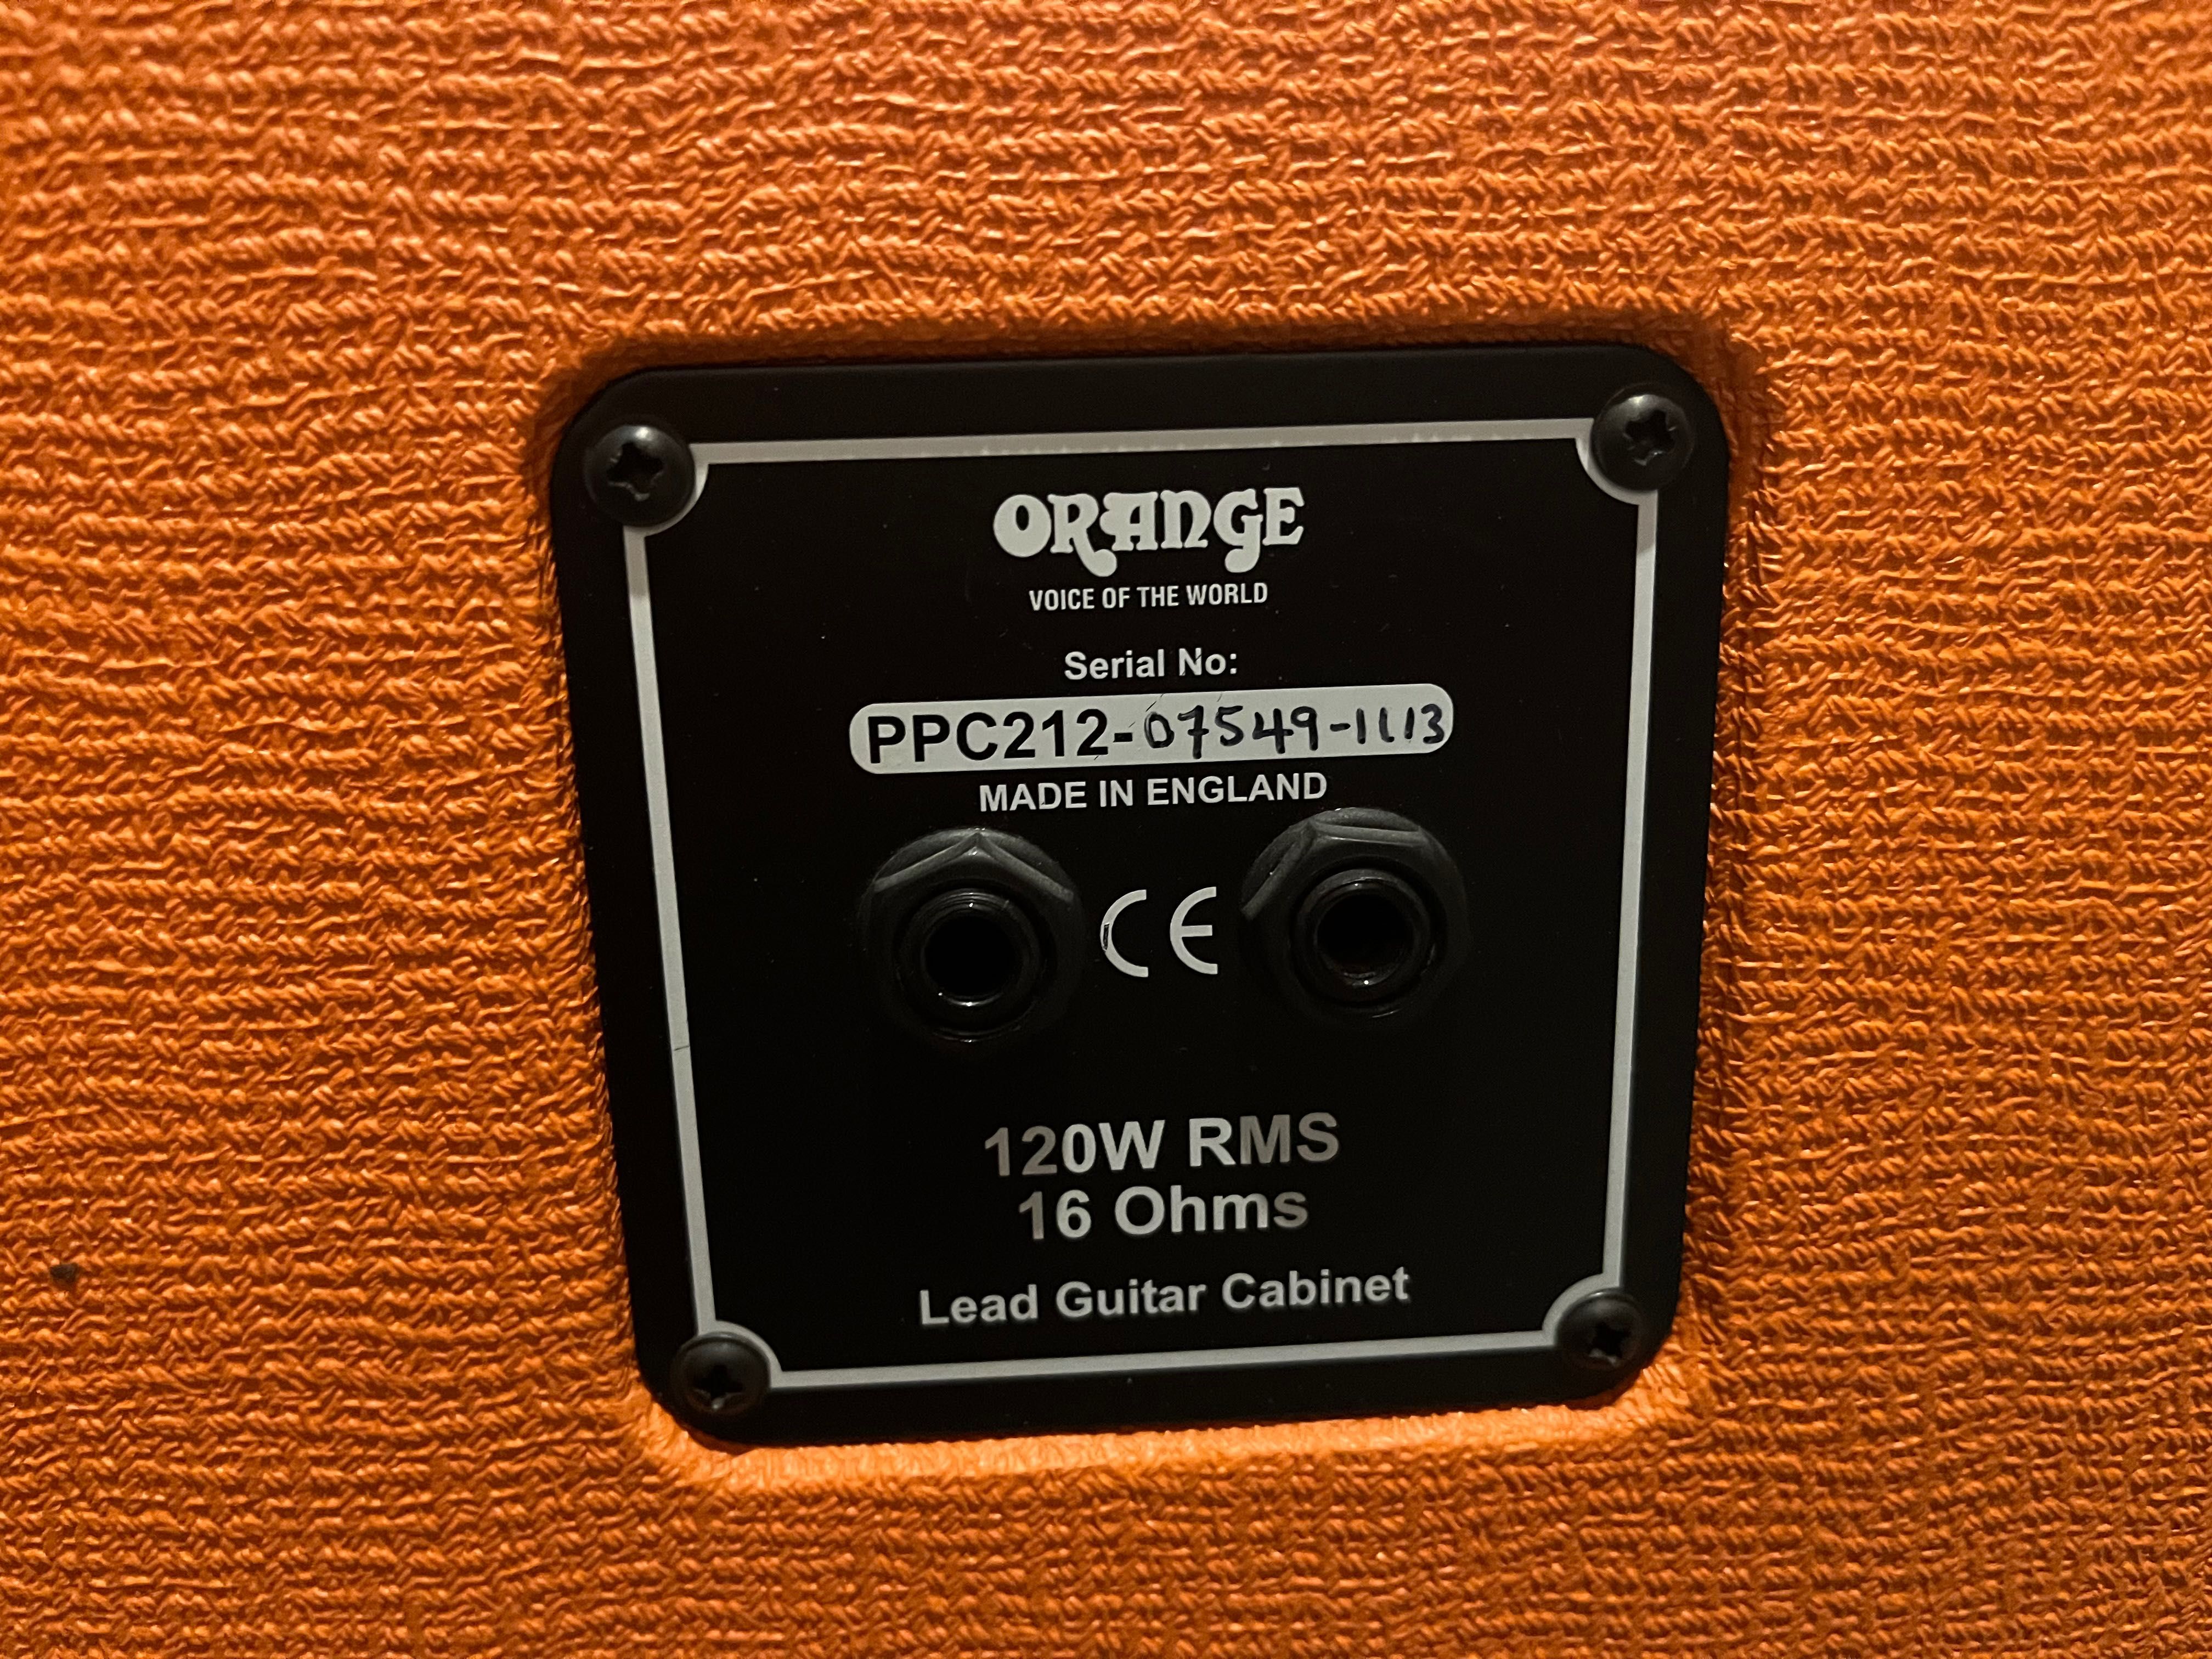 ORANGE
VOICE OF THE WORLD
Serial No:
PPC212-07549-1113
MADE IN ENGLAND
CE
120W RMS
16 Ohms
Lead Guitar Cabinet